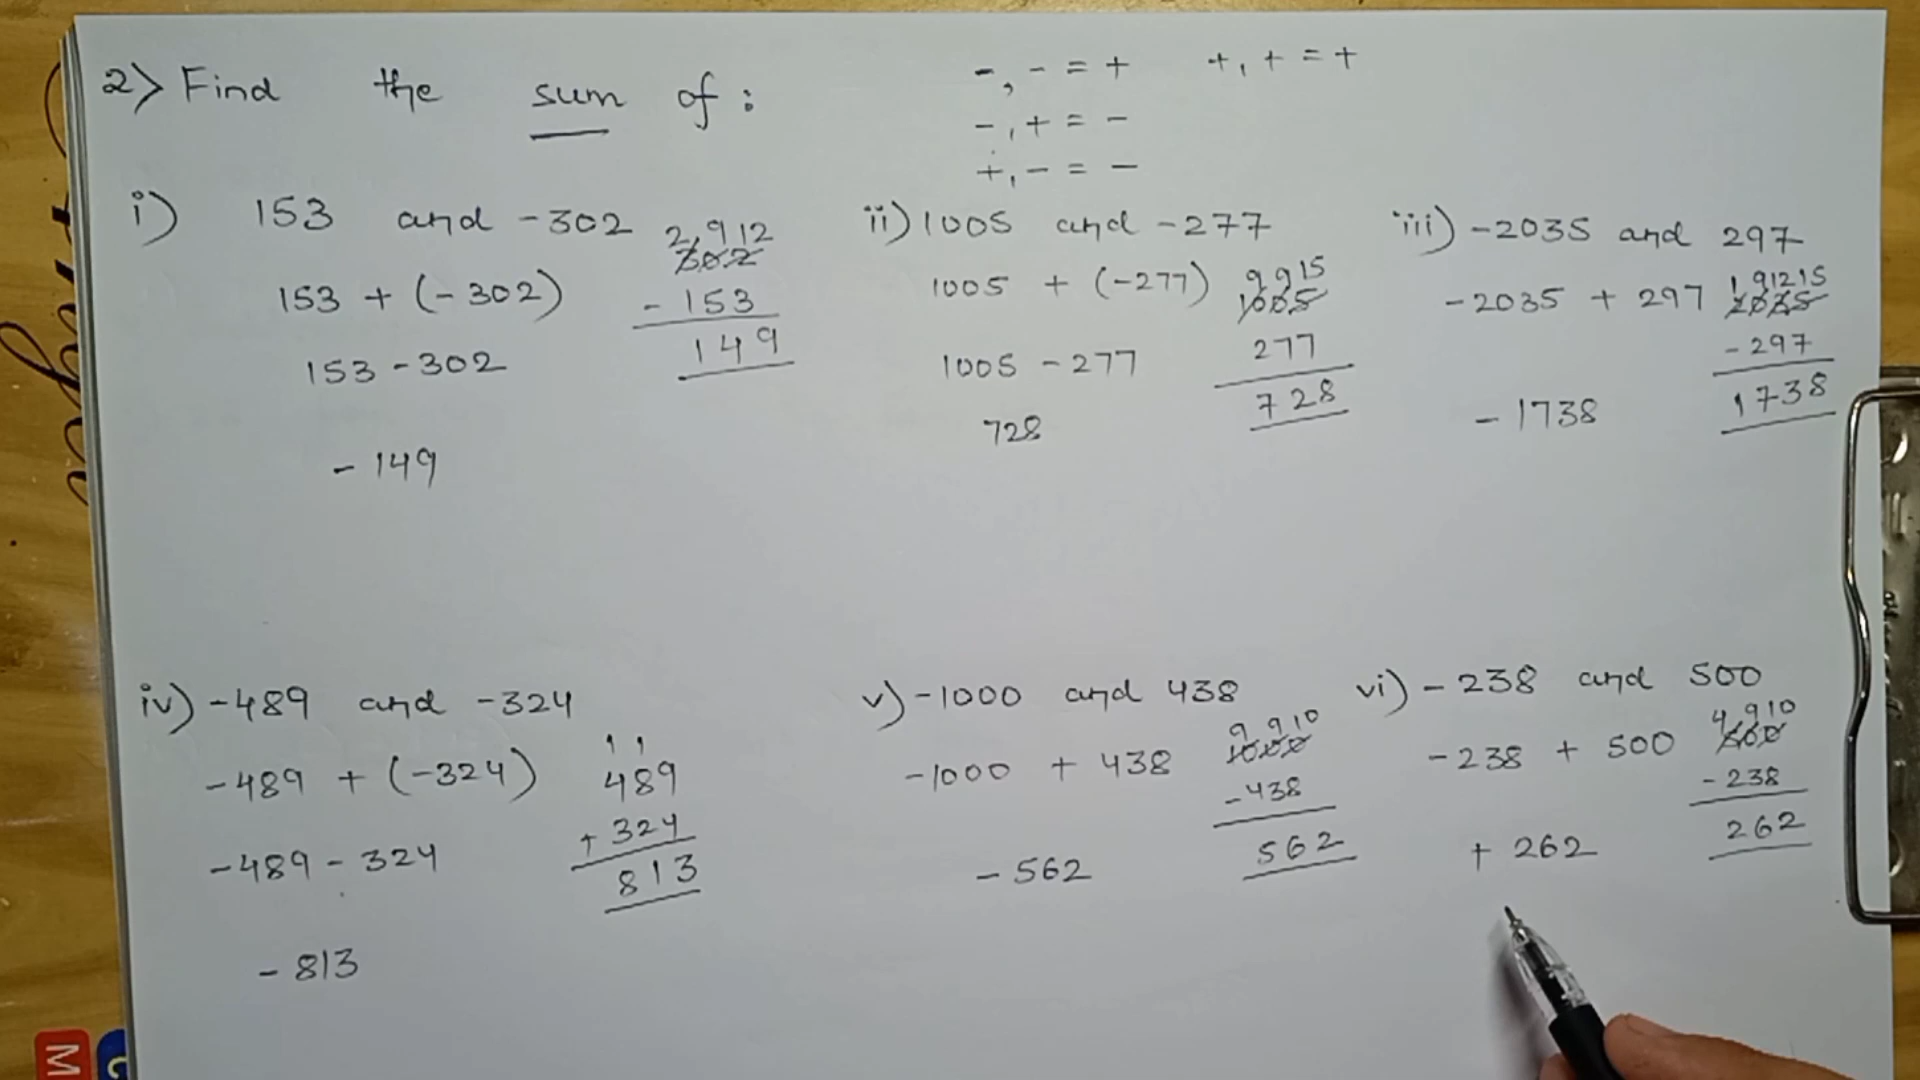 2) Find the sum of :
-, - = + +, + = +
-, + = -
+, - = -
i) 153 and -302
153 + (-302)
153 - 302
- 149
2 9 12
302
- 153
149
ii) 1005 and -277
1005 + (-277)
1005 - 277
728
9 9 15
1005
277
728
iii) -2035 and 297
-2035 + 297
- 1738
1 9 12 15
2035
- 297
1738
iv) -489 and -324
-489 + (-324)
-489 - 324
- 813
1 1
489
+ 324
813
v) -1000 and 438
-1000 + 438
- 562
9 9 10
1000
- 438
562
vi) - 238 and 500
- 238 + 500
+ 262
4 9 10
500
- 238
262
M